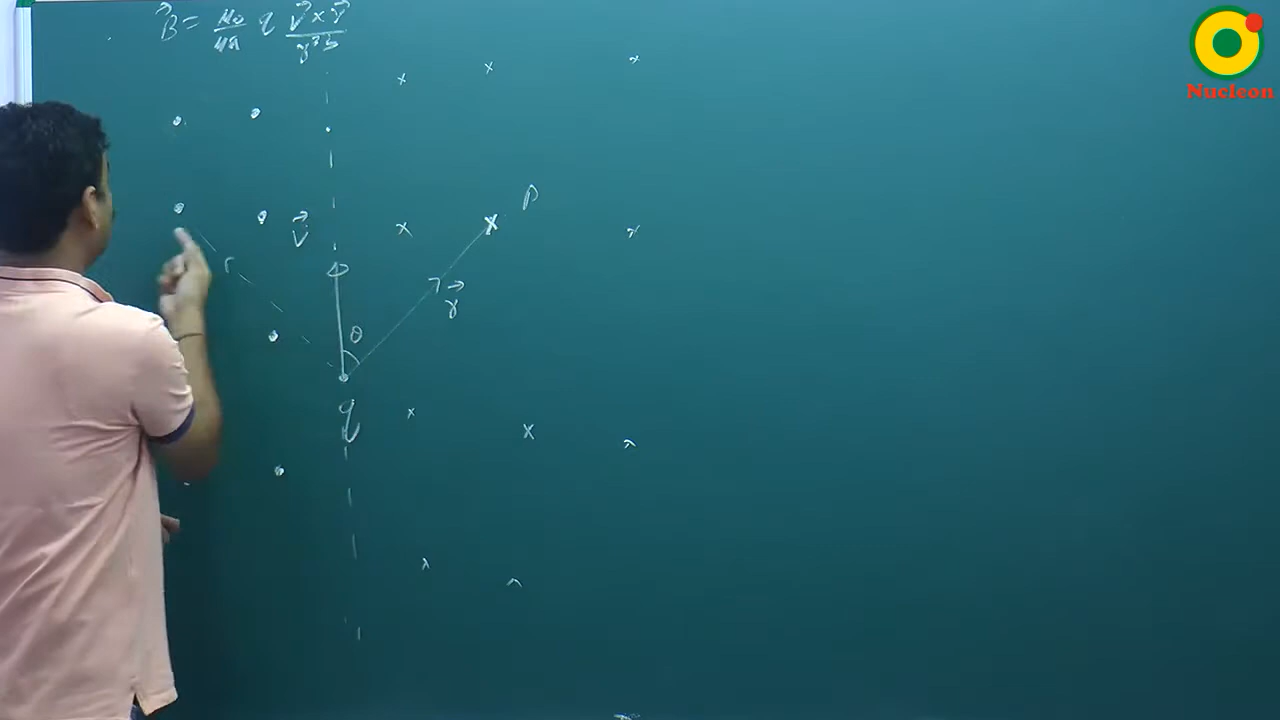 B⃗ = μ₀/4π q (v⃗ × r⃗)/r³
Nucleon
P
v⃗
r
r⃗
θ
q